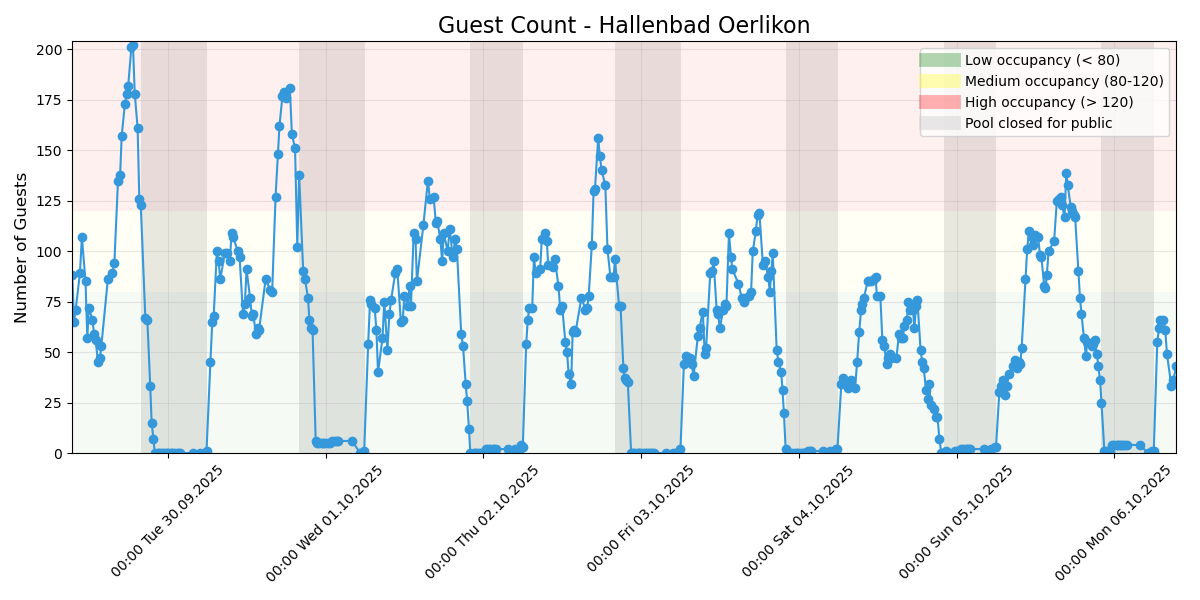 Guest Count - Hallenbad Oerlikon
Number of Guests
200
175
150
125
100
75
50
25
0
Low occupancy (< 80)
Medium occupancy (80-120)
High occupancy (> 120)
Pool closed for public
00:00 Tue 30.09.2025
00:00 Wed 01.10.2025
00:00 Thu 02.10.2025
00:00 Fri 03.10.2025
00:00 Sat 04.10.2025
00:00 Sun 05.10.2025
00:00 Mon 06.10.2025